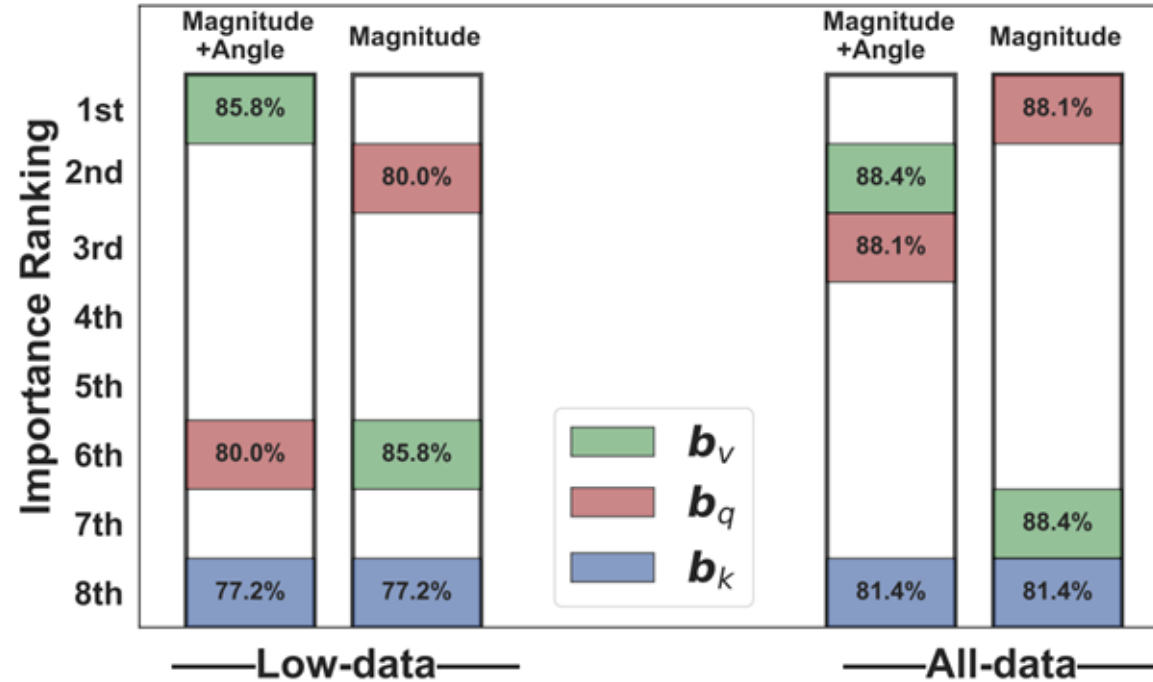 Magnitude
+Angle
Magnitude
Magnitude
+Angle
Magnitude
Importance Ranking
1st
2nd
3rd
4th
5th
6th
7th
8th
85.8%
80.0%
77.2%
80.0%
85.8%
77.2%
88.4%
88.1%
81.4%
88.1%
88.4%
81.4%
b_v
b_q
b_k
Low-data
All-data